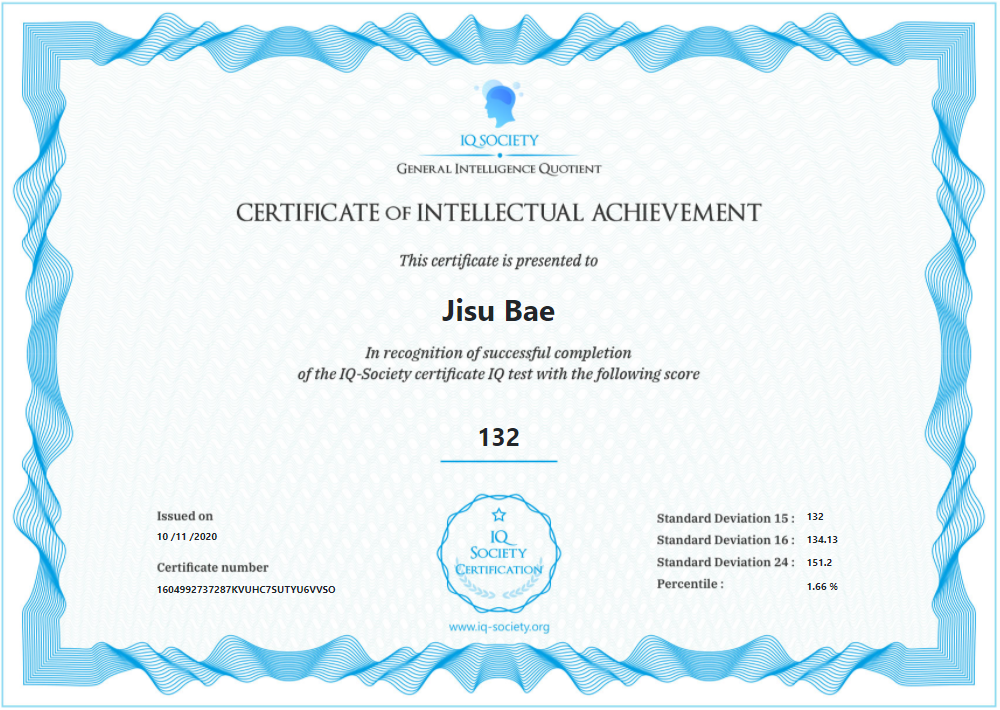 IQ SOCIETY
GENERAL INTELLIGENCE QUOTIENT
CERTIFICATE OF INTELLECTUAL ACHIEVEMENT
This certificate is presented to
Jisu Bae
In recognition of successful completion
of the IQ-Society certificate IQ test with the following score
132
Issued on
10 /11 /2020
Certificate number
1604992737287KVUHC7SUTYU6VVSO
IQ
SOCIETY
CERTIFICATION
www.iq-society.org
Standard Deviation 15 : 132
Standard Deviation 16 : 134.13
Standard Deviation 24 : 151.2
Percentile : 1.66 %